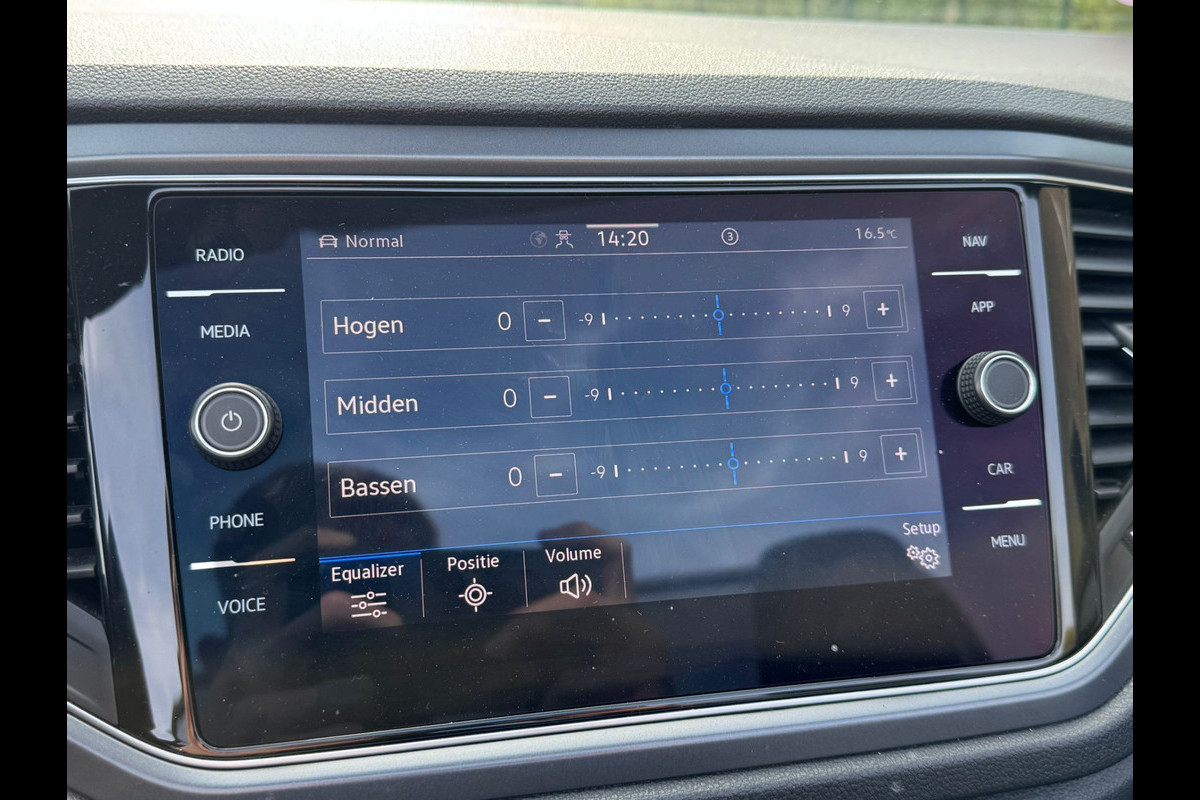 RADIO
MEDIA
PHONE
VOICE
Normal 14:20 3 16.5°C
Hogen 0 - -9 9 +
Midden 0 - -9 9 +
Bassen 0 - -9 9 +
Equalizer Positie Volume Setup
NAV
APP
CAR
MENU